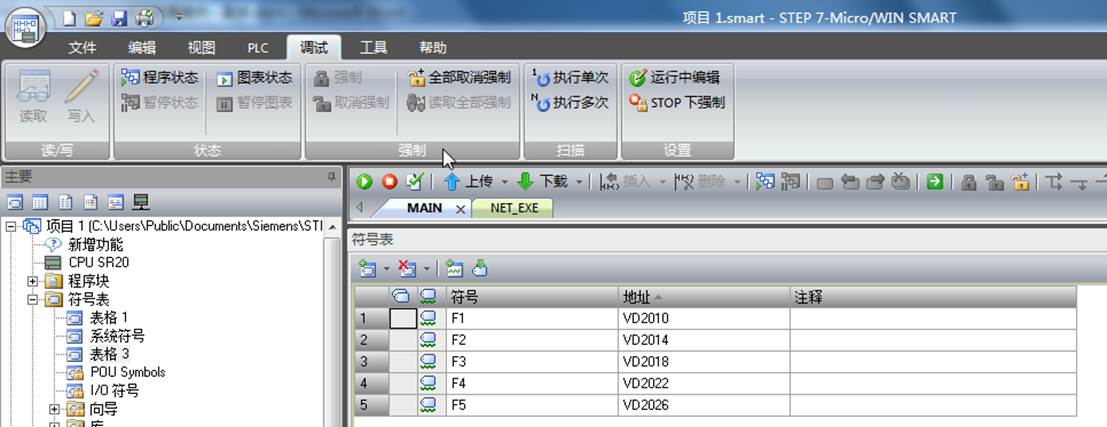 项目 1.smart - STEP 7-Micro/WIN SMART
文件 编辑 视图 PLC 调试 工具 帮助
程序状态 图表状态 强制 全部取消强制 1 执行单次 运行中编辑
读取 写入 暂停状态 暂停图表 取消强制 读取全部强制 N 执行多次 STOP 下强制
读/写 状态 强制 扫描 设置
主要
上传 下载 插入 删除
MAIN NET_EXE
项目 1 (C:\Users\Public\Documents\Siemens\STI
新增功能
CPU SR20
程序块
符号表
表格 1
系统符号
表格 3
POU Symbols
I/O 符号
向导
库
符号表
符号 地址 注释
1 F1 VD2010
2 F2 VD2014
3 F3 VD2018
4 F4 VD2022
5 F5 VD2026